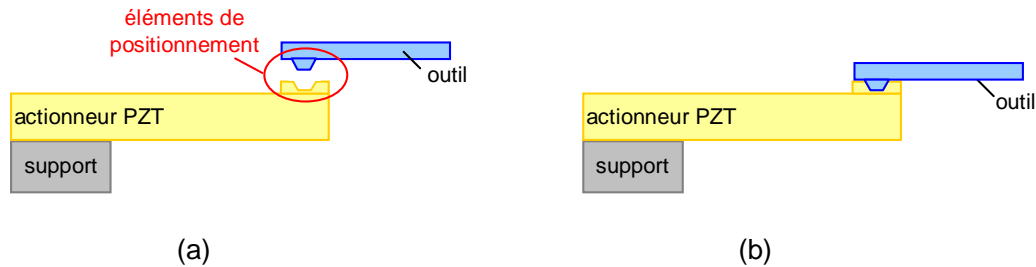 éléments de
positionnement
outil
actionneur PZT
support
(a)
outil
actionneur PZT
support
(b)